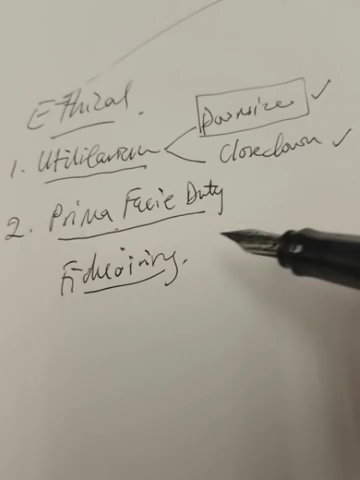 Ethical.
1. Utilitarian
Downsize ✓
Closedown ✓
2. Prima Facie Duty
Fiduciary.